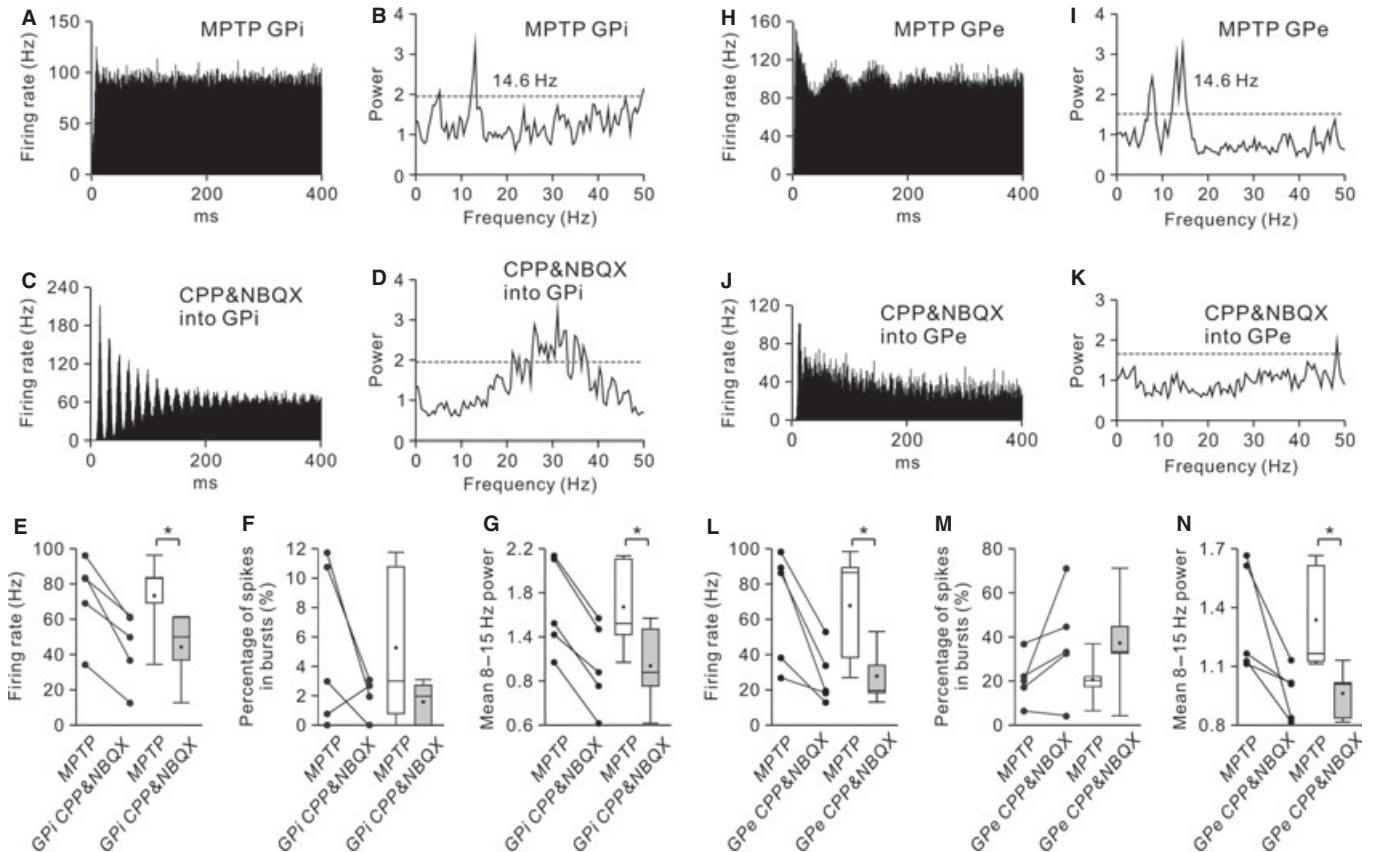 A
MPTP GPi
Firing rate (Hz)
150
100
50
0
0 200 400
ms
B
MPTP GPi
14.6 Hz
Power
4
3
2
1
0
0 10 20 30 40 50
Frequency (Hz)
H
MPTP GPe
Firing rate (Hz)
160
120
80
40
0
0 200 400
ms
I
MPTP GPe
14.6 Hz
Power
4
3
2
1
0
0 10 20 30 40 50
Frequency (Hz)
C
CPP&NBQX
into GPi
Firing rate (Hz)
240
180
120
60
0
0 200 400
ms
D
CPP&NBQX
into GPi
Power
4
3
2
1
0
0 10 20 30 40 50
Frequency (Hz)
J
CPP&NBQX
into GPe
Firing rate (Hz)
120
80
40
0
0 200 400
ms
K
CPP&NBQX
into GPe
Power
3
2
1
0
0 10 20 30 40 50
Frequency (Hz)
E
*
Firing rate (Hz)
100
80
60
40
20
0
MPTP
GPi CPP&NBQX
MPTP
GPi CPP&NBQX
F
Percentage of spikes
in bursts (%)
12
10
8
6
4
2
0
MPTP
GPi CPP&NBQX
MPTP
GPi CPP&NBQX
G
*
Mean 8–15 Hz power
2.2
1.8
1.4
0.8
0.6
MPTP
GPi CPP&NBQX
MPTP
GPi CPP&NBQX
L
*
Firing rate (Hz)
100
80
60
40
20
0
MPTP
GPe CPP&NBQX
MPTP
GPe CPP&NBQX
M
Percentage of spikes
in bursts (%)
80
60
40
20
0
MPTP
GPe CPP&NBQX
MPTP
GPe CPP&NBQX
N
*
Mean 8–15 Hz power
1.7
1.4
1.1
0.8
MPTP
GPe CPP&NBQX
MPTP
GPe CPP&NBQX